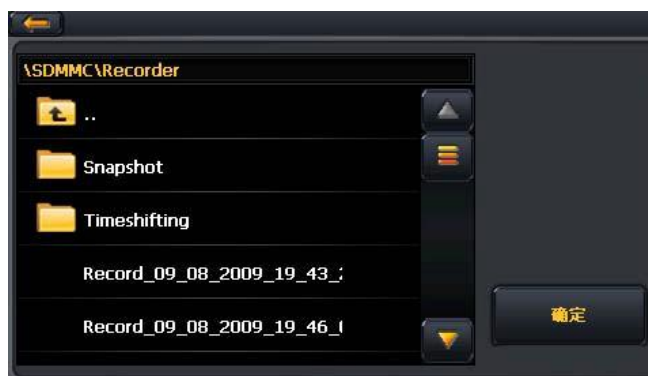 \SDMMC\Recorder
..
Snapshot
Timeshifting
Record_09_08_2009_19_43_
Record_09_08_2009_19_46_
确定